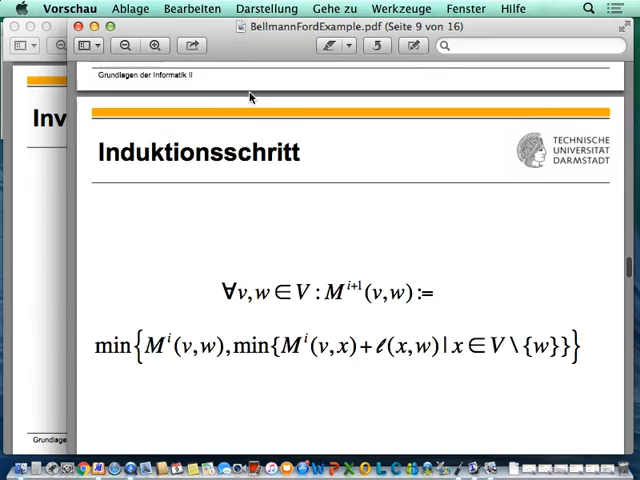 Vorschau Ablage Bearbeiten Darstellung Gehe zu Werkzeuge Fenster Hilfe
BellmannFordExample.pdf (Seite 9 von 16)
Grundlagen der Informatik II
Inv
Induktionsschritt
TECHNISCHE
UNIVERSITÄT
DARMSTADT
∀v,w ∈ V : M^{i+1}(v,w) :=
min{M^i(v,w), min{M^i(v,x) + ℓ(x,w) | x ∈ V \ {w}}}
Grundlag